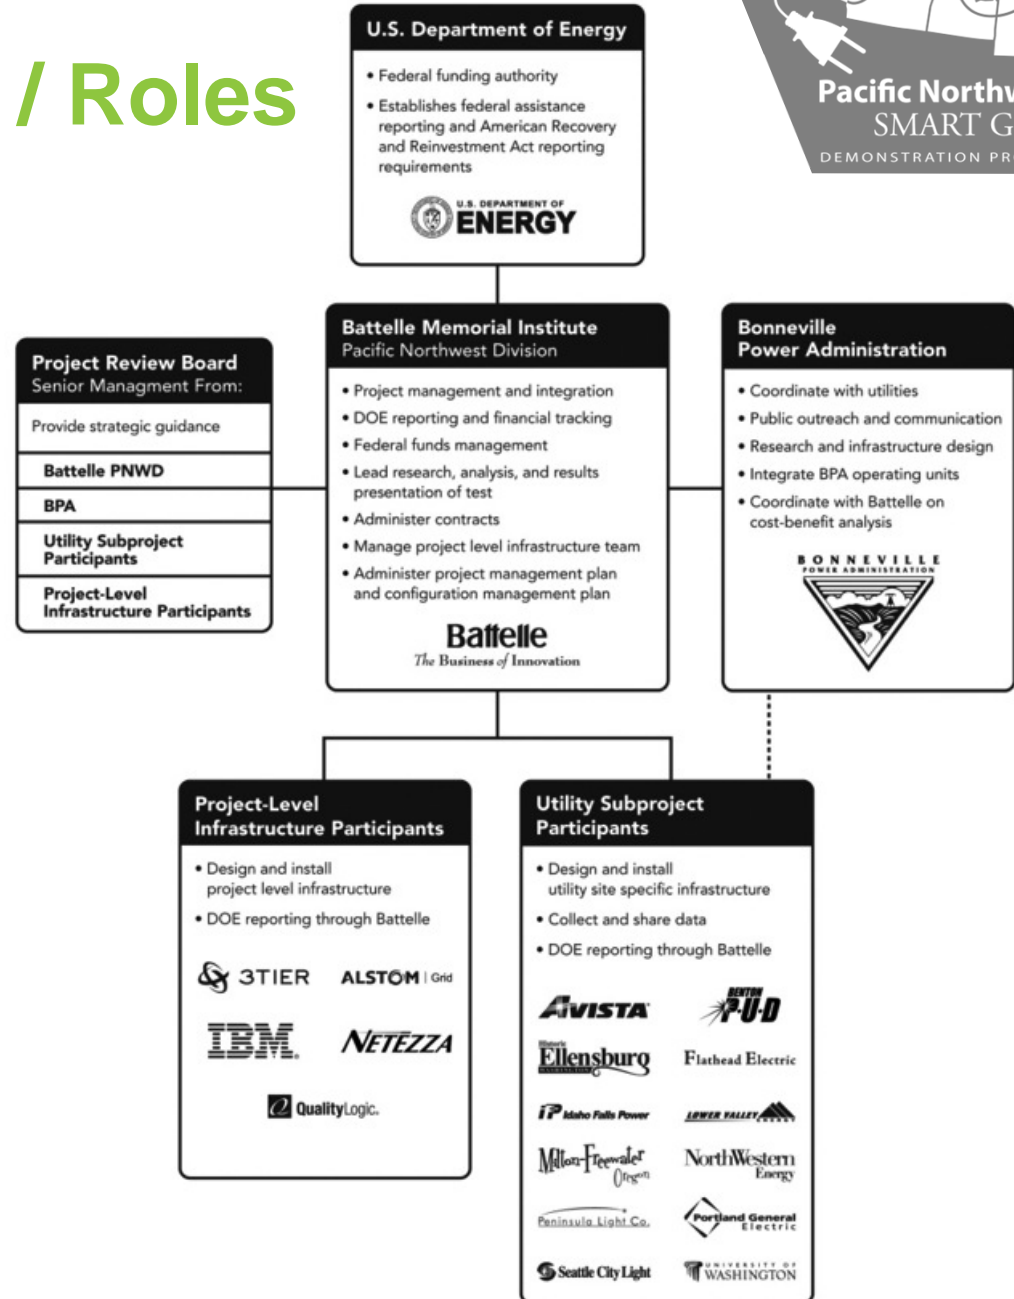 / Roles
Pacific Northw
SMART G
DEMONSTRATION PR
U.S. Department of Energy
• Federal funding authority
• Establishes federal assistance
reporting and American Recovery
and Reinvestment Act reporting
requirements
U.S. DEPARTMENT OF
ENERGY
Project Review Board
Senior Managment From:
Provide strategic guidance
Battelle PNWD
BPA
Utility Subproject
Participants
Project-Level
Infrastructure Participants
Battelle Memorial Institute
Pacific Northwest Division
• Project management and integration
• DOE reporting and financial tracking
• Federal funds management
• Lead research, analysis, and results
presentation of test
• Administer contracts
• Manage project level infrastructure team
• Administer project management plan
and configuration management plan
Battelle
The Business of Innovation
Bonneville
Power Administration
• Coordinate with utilities
• Public outreach and communication
• Research and infrastructure design
• Integrate BPA operating units
• Coordinate with Battelle on
cost-benefit analysis
BONNEVILLE
POWER ADMINISTRATION
Project-Level
Infrastructure Participants
• Design and install
project level infrastructure
• DOE reporting through Battelle
3TIER
ALSTOM | Grid
IBM
NETEZZA
QualityLogic
Utility Subproject
Participants
• Design and install
utility site specific infrastructure
• Collect and share data
• DOE reporting through Battelle
AVISTA
BENTON
P·U·D
Historic
Ellensburg
Flathead Electric
Idaho Falls Power
LOWER VALLEY
ENERGY
Milton-Freewater
Oregon
NorthWestern
Energy
Peninsula Light Co.
Portland General
Electric
Seattle City Light
UNIVERSITY OF
WASHINGTON